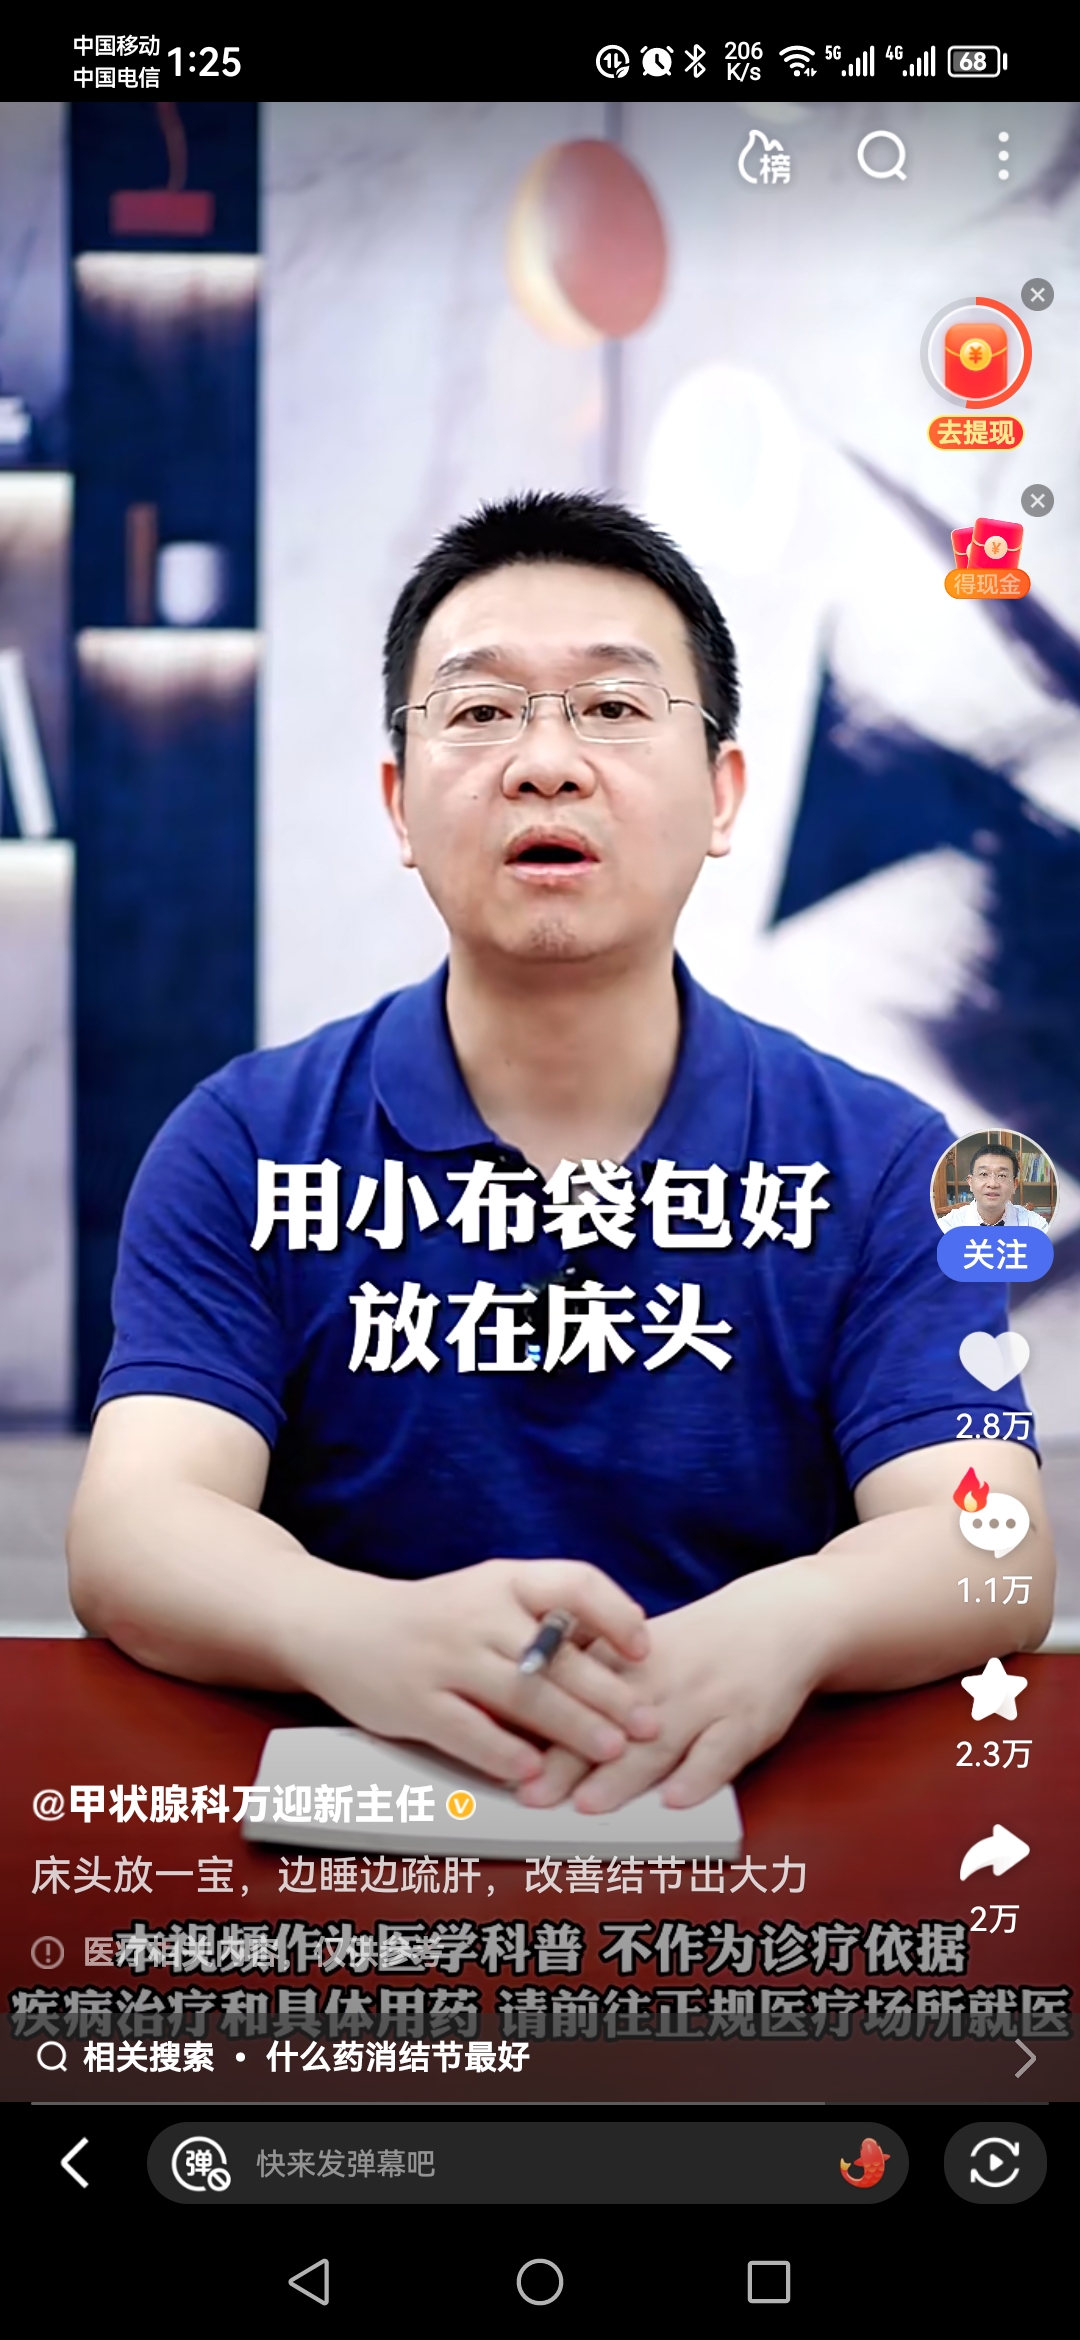 中国移动
中国电信
1:25
206
K/s
5G
4G
68
榜
去提现
得现金
用小布袋包好
放在床头
关注
2.8万
1.1万
2.3万
2万
@甲状腺科万迎新主任
床头放一宝，边睡边疏肝，改善结节出大力
医疗相关内容，仅供参考
本视频作为医学科普 不作为诊疗依据
疾病治疗和具体用药 请前往正规医疗场所就医
相关搜索 · 什么药消结节最好
弹
快来发弹幕吧